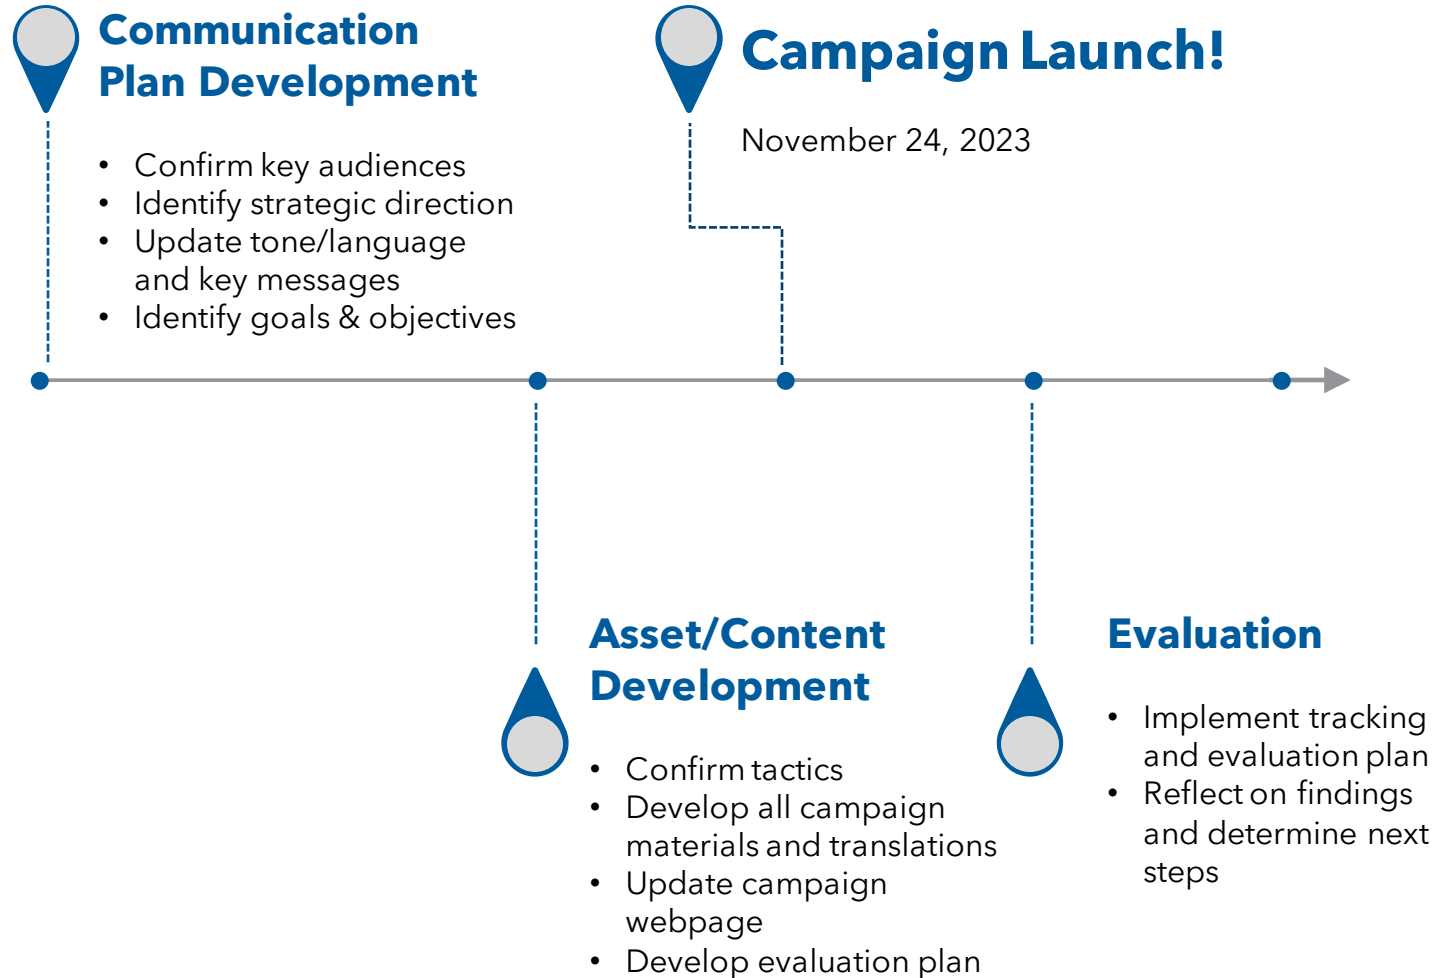 Communication
Plan Development
• Confirm key audiences
• Identify strategic direction
• Update tone/language
and key messages
• Identify goals & objectives
Campaign Launch!
November 24, 2023
Asset/Content
Development
• Confirm tactics
• Develop all campaign
materials and translations
• Update campaign
webpage
• Develop evaluation plan
Evaluation
• Implement tracking
and evaluation plan
• Reflect on findings
and determine next
steps